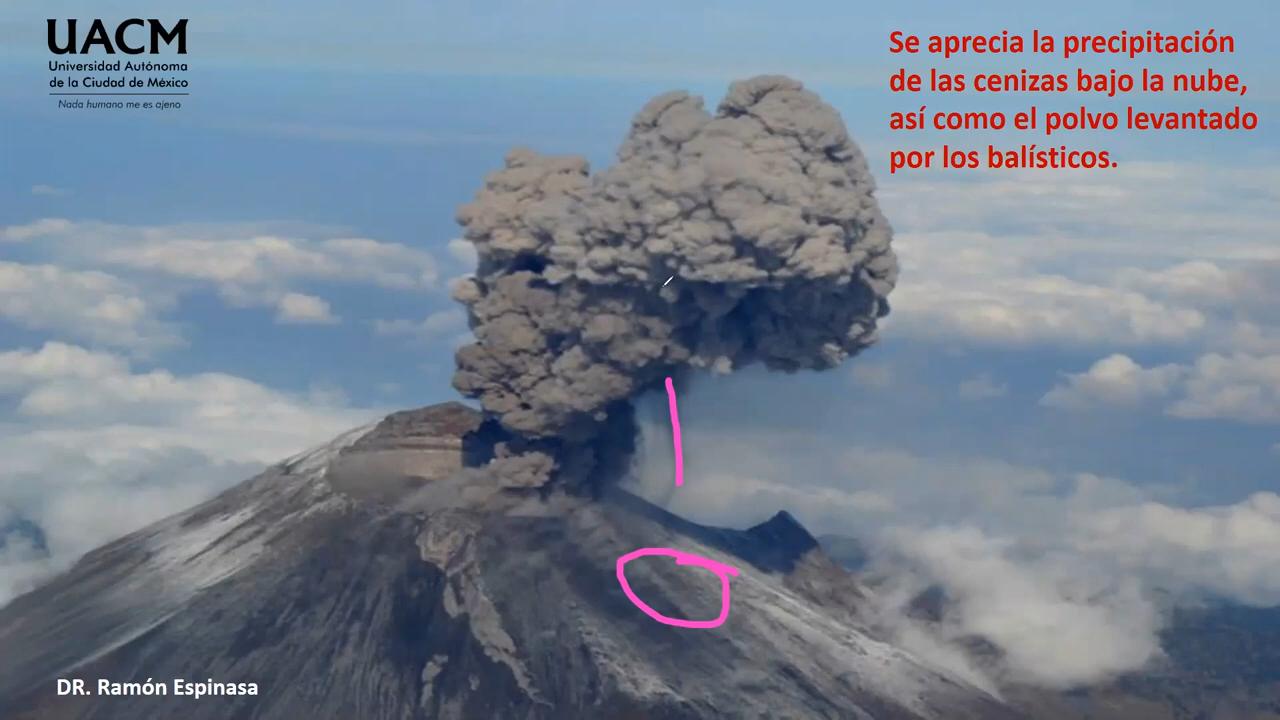 UACM
Universidad Autónoma
de la Ciudad de México
Nada humano me es ajeno
Se aprecia la precipitación
de las cenizas bajo la nube,
así como el polvo levantado
por los balísticos.
DR. Ramón Espinasa